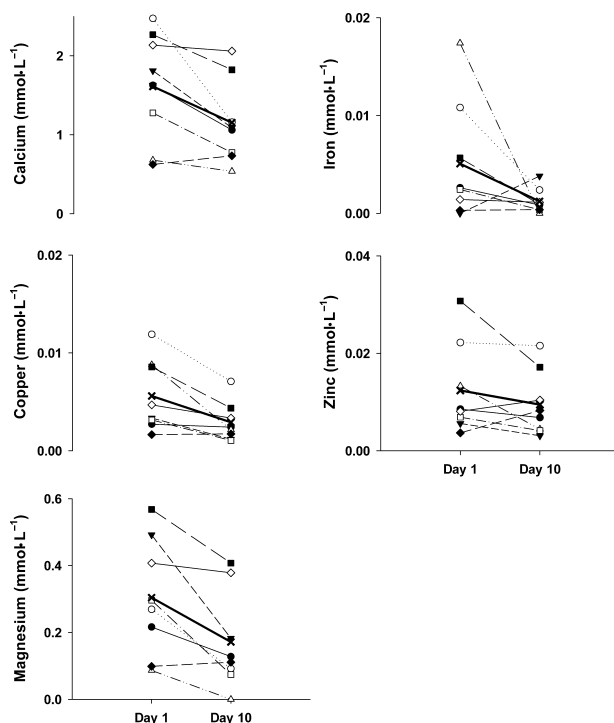 Calcium (mmol·L⁻¹)
2
1
0
Iron (mmol·L⁻¹)
0.02
0.01
0.00
Copper (mmol·L⁻¹)
0.02
0.01
0.00
Zinc (mmol·L⁻¹)
0.04
0.02
0.00
Day 1 Day 10
Magnesium (mmol·L⁻¹)
0.6
0.4
0.2
0.0
Day 1 Day 10